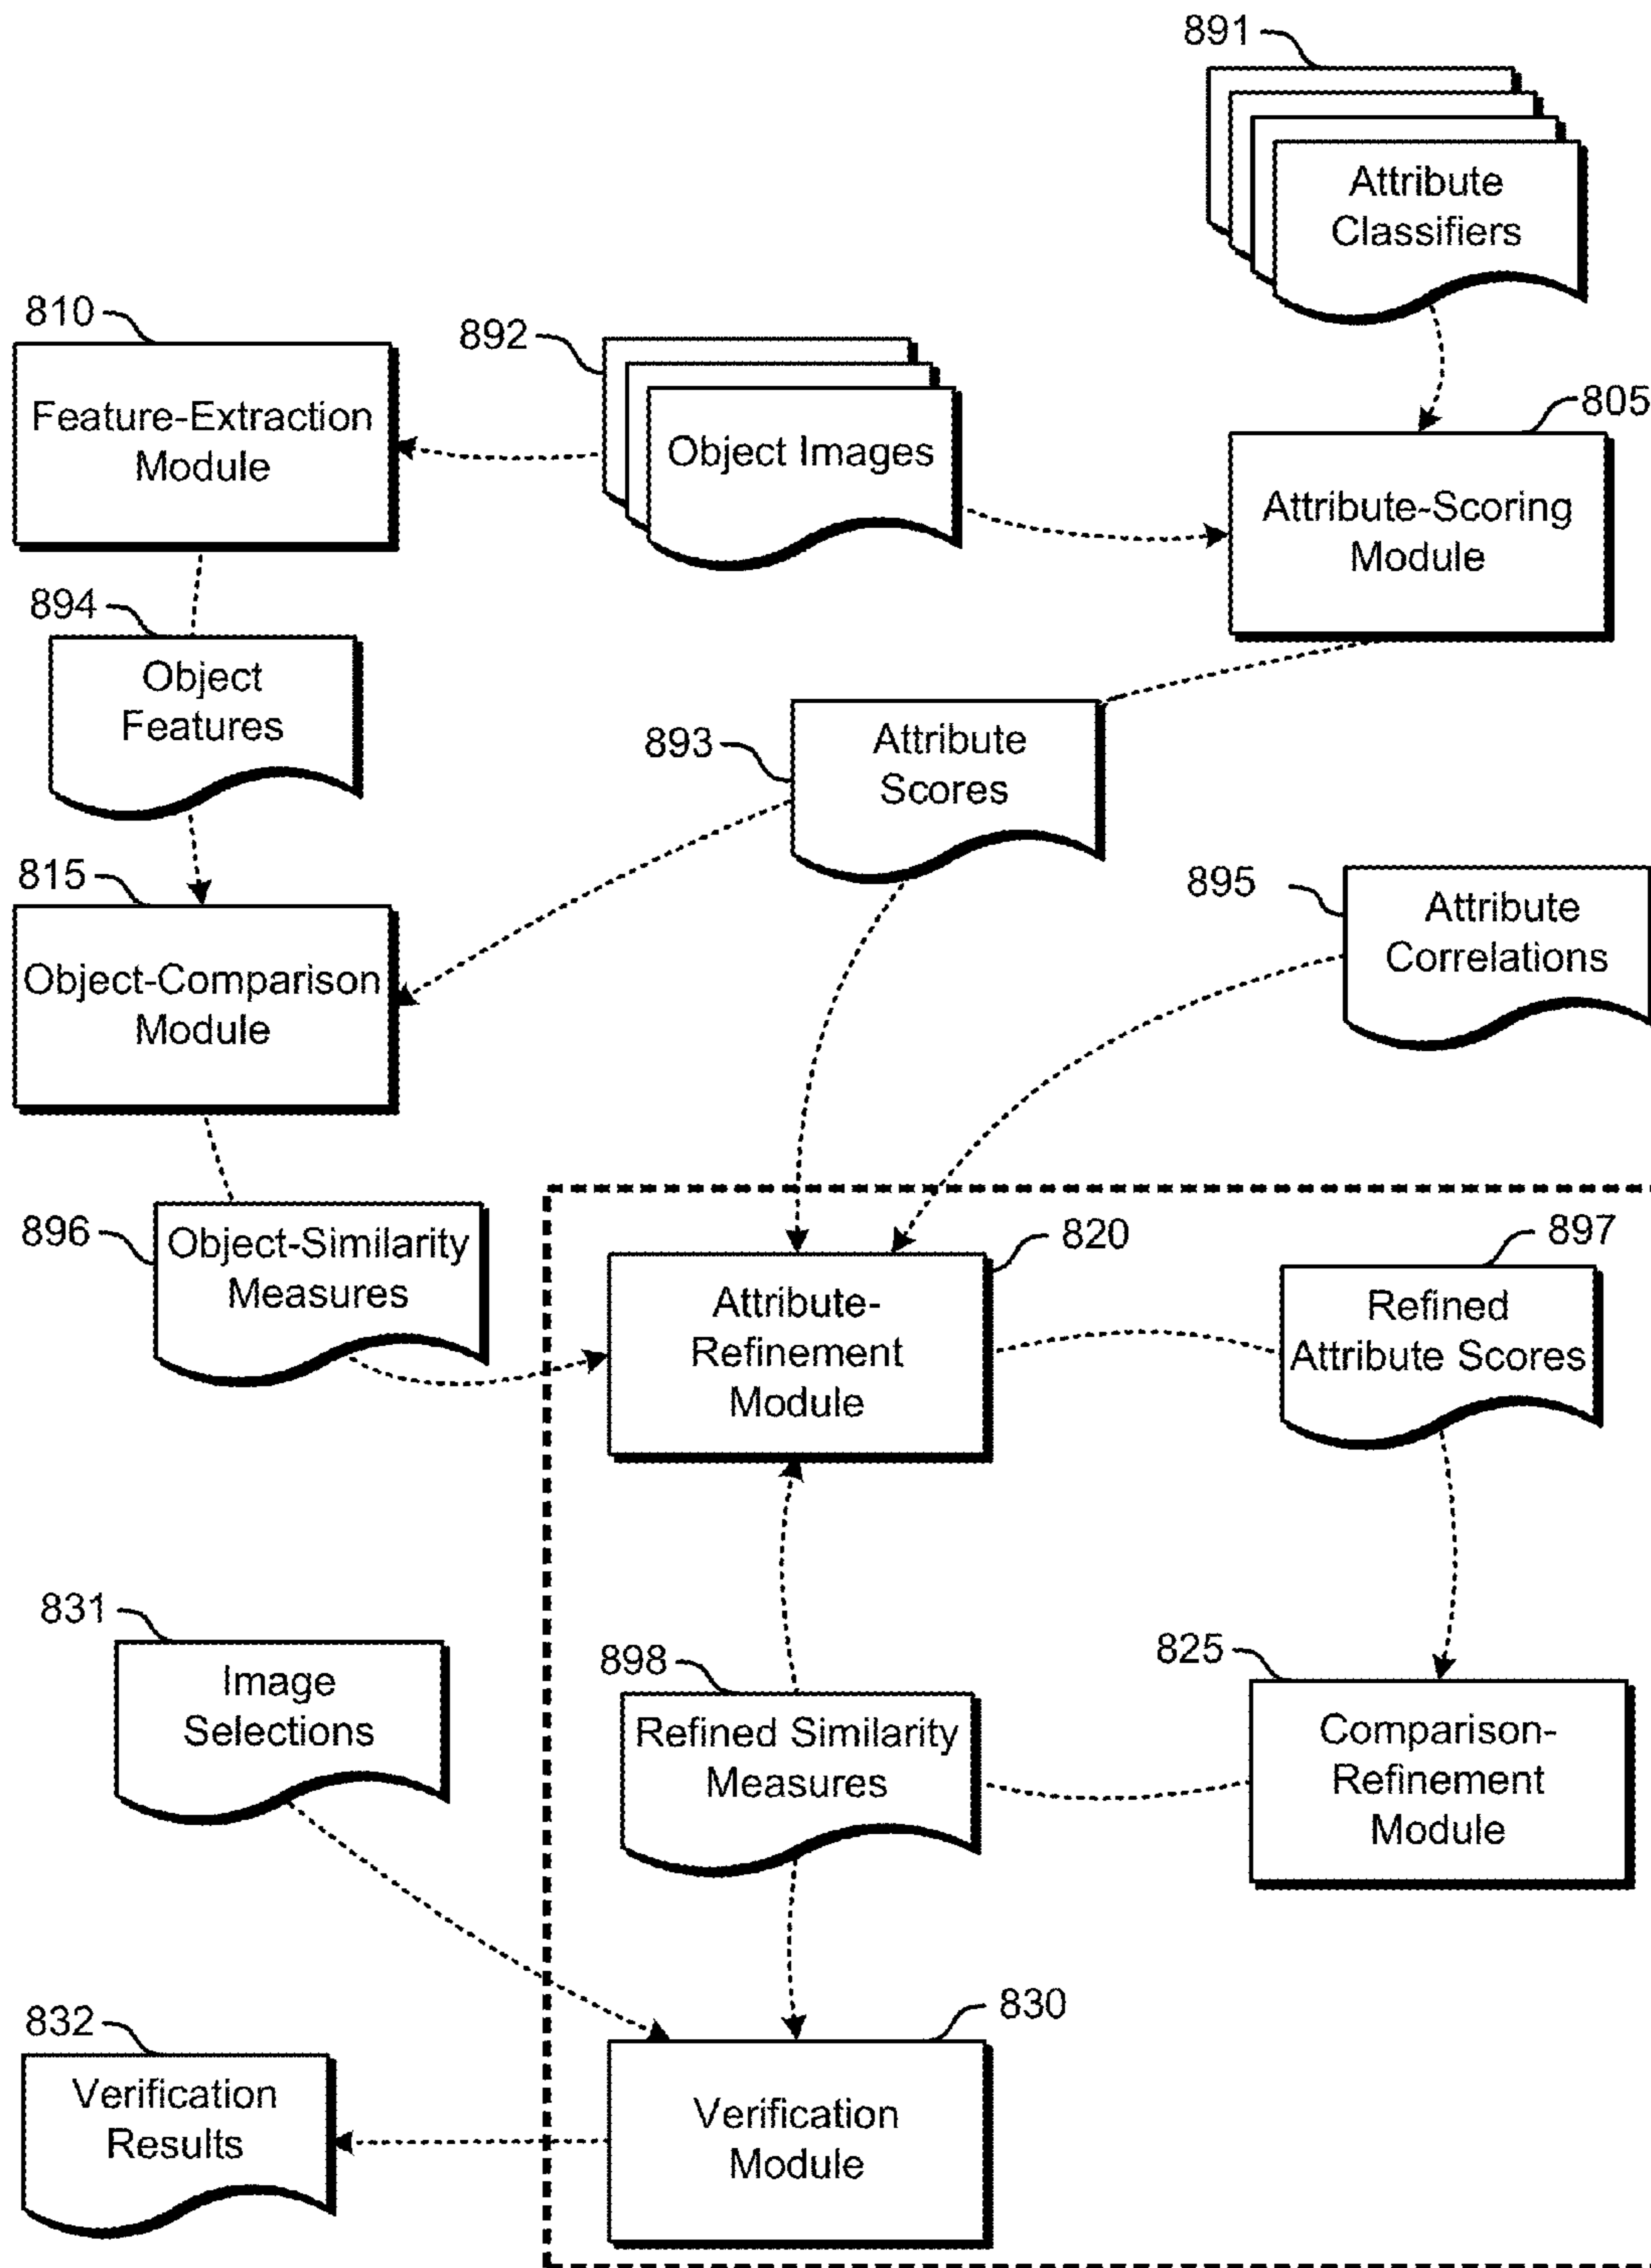 891
Attribute
Classifiers
810
Feature-Extraction
Module
892
Object Images
805
Attribute-Scoring
Module
894
Object
Features
893
Attribute
Scores
815
Object-Comparison
Module
895
Attribute
Correlations
896
Object-Similarity
Measures
820
Attribute-
Refinement
Module
897
Refined
Attribute Scores
831
Image
Selections
898
Refined Similarity
Measures
825
Comparison-
Refinement
Module
832
Verification
Results
830
Verification
Module